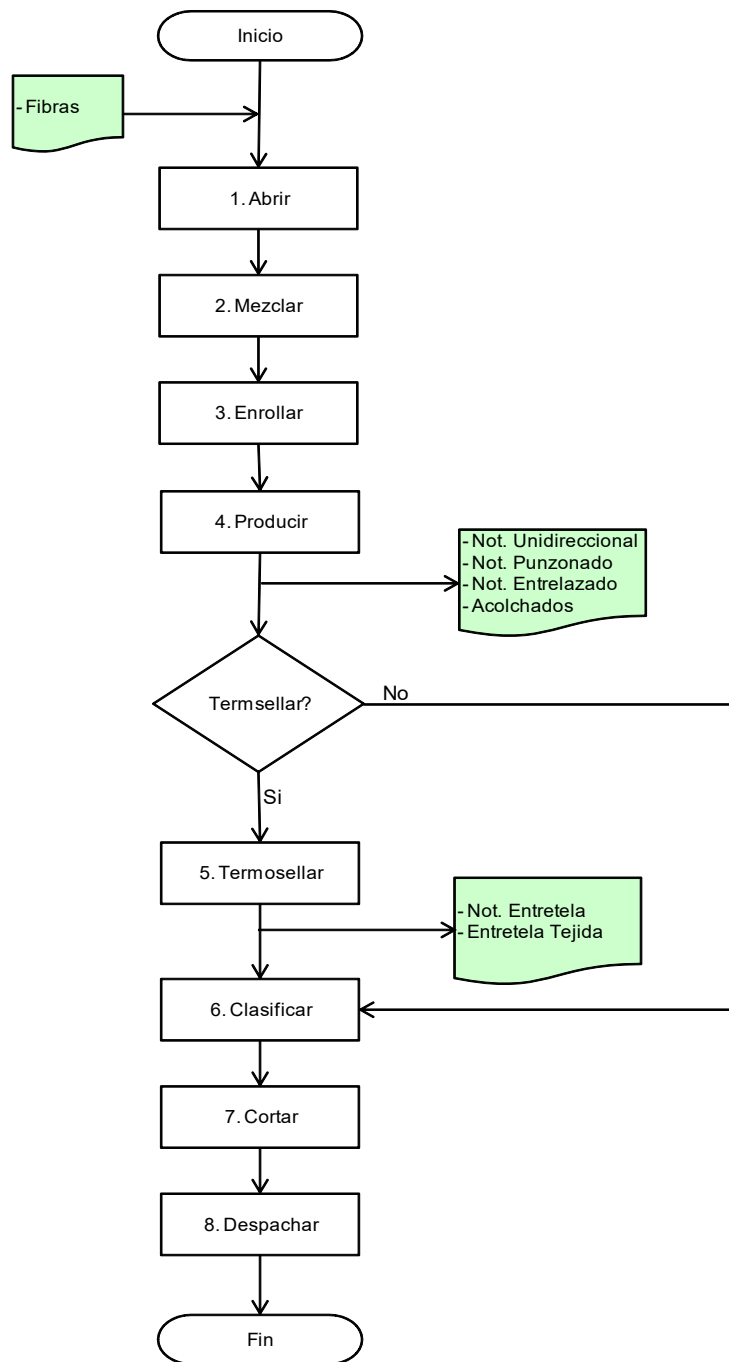 Inicio
- Fibras
1. Abrir
2. Mezclar
3. Enrollar
4. Producir
- Not. Unidireccional
- Not. Punzonado
- Not. Entrelazado
- Acolchados
Termsellar?
No
Si
5. Termosellar
- Not. Entretela
- Entretela Tejida
6. Clasificar
7. Cortar
8. Despachar
Fin